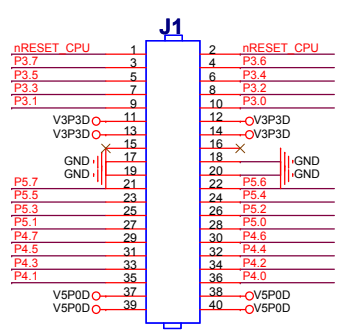 J1
nRESET_CPU 1 2 nRESET_CPU
P3.7 3 4 P3.6
P3.5 5 6 P3.4
P3.3 7 8 P3.2
P3.1 9 10 P3.0
V3P3D 11 12 V3P3D
V3P3D 13 14 V3P3D
15 16
GND 17 18 GND
GND 19 20
P5.7 21 22 P5.6
P5.5 23 24 P5.4
P5.3 25 26 P5.2
P5.1 27 28 P5.0
P4.7 29 30 P4.6
P4.5 31 32 P4.4
P4.3 33 34 P4.2
P4.1 35 36 P4.0
V5P0D 37 38 V5P0D
V5P0D 39 40 V5P0D